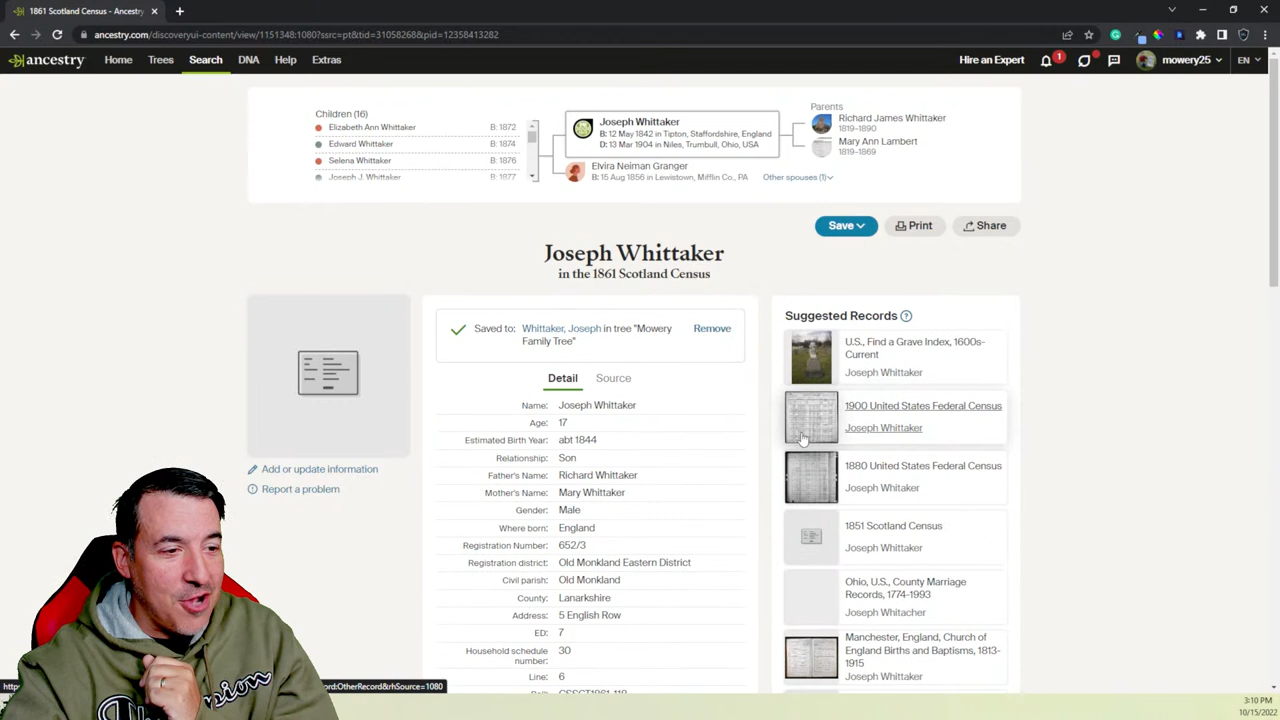 1861 Scotland Census - Ancestry
ancestry.com/discoveryui-content/view/1151348:1080?ssrc=pt&tid=31058268&pid=12358413282
ancestry Home Trees Search DNA Help Extras Hire an Expert 1 mowery25 EN
Children (16)
Elizabeth Ann Whittaker B: 1872
Edward Whittaker B: 1874
Selena Whittaker B: 1876
Joseph J. Whittaker B: 1877
Joseph Whittaker
B: 12 May 1842 in Tipton, Staffordshire, England
D: 13 Mar 1904 in Niles, Trumbull, Ohio, USA
Elvira Neiman Granger
B: 15 Aug 1856 in Lewistown, Mifflin Co., PA
Other spouses (1)
Parents
Richard James Whittaker
1819-1890
Mary Ann Lambert
1819-1869
Save Print Share
Joseph Whittaker
in the 1861 Scotland Census
Add or update information
Report a problem
Saved to: Whittaker, Joseph in tree "Mowery
Family Tree"
Remove
Detail Source
Name: Joseph Whittaker
Age: 17
Estimated Birth Year: abt 1844
Relationship: Son
Father's Name: Richard Whittaker
Mother's Name: Mary Whittaker
Gender: Male
Where born: England
Registration Number: 652/3
Registration district: Old Monkland Eastern District
Civil parish: Old Monkland
County: Lanarkshire
Address: 5 English Row
ED: 7
Household schedule
number: 30
Line: 6
Suggested Records ?
U.S., Find a Grave Index, 1600s-
Current
Joseph Whittaker
1900 United States Federal Census
Joseph Whittaker
1880 United States Federal Census
Joseph Whitaker
1851 Scotland Census
Joseph Whittaker
Ohio, U.S., County Marriage
Records, 1774-1993
Joseph Whitacher
Manchester, England, Church of
England Births and Baptisms, 1813-
1915
Joseph Whittaker
ord:OtherRecord&rhSource=1080
3:10 PM
10/15/2022